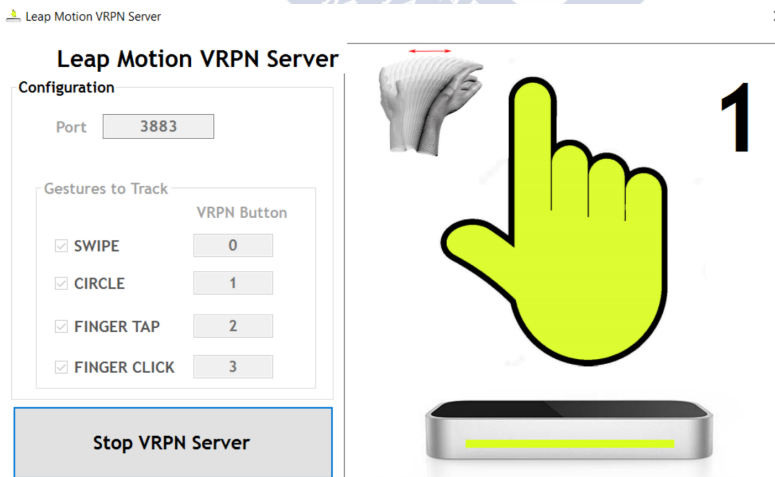 Leap Motion VRPN Server
Leap Motion VRPN Server
Configuration
Port 3883
Gestures to Track
VRPN Button
SWIPE 0
CIRCLE 1
FINGER TAP 2
FINGER CLICK 3
Stop VRPN Server
1